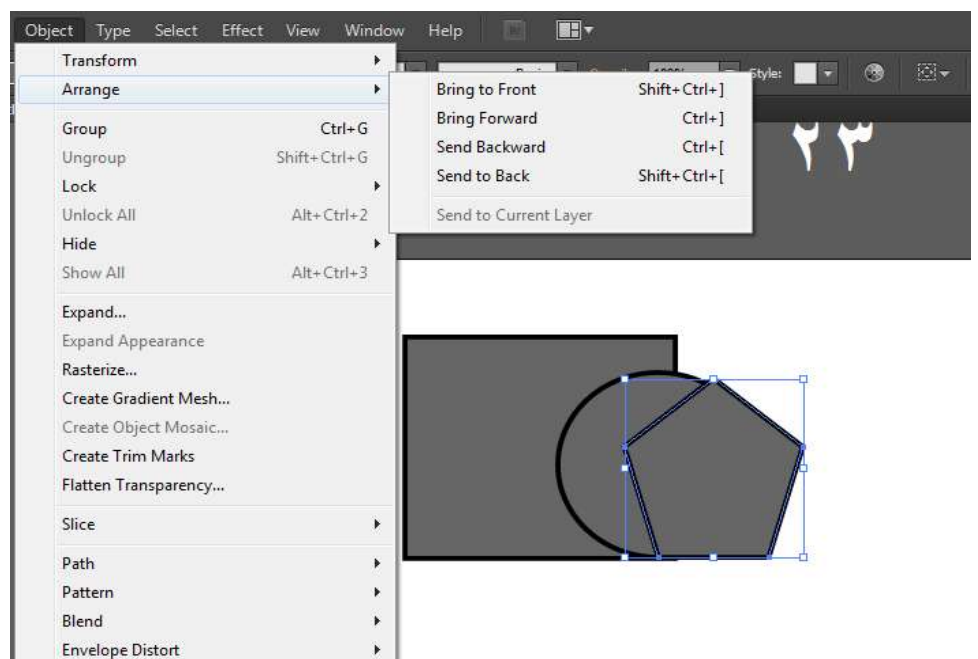 Object Type Select Effect View Window Help
Style:
Transform
Arrange
Group Ctrl+G
Ungroup Shift+Ctrl+G
Lock
Unlock All Alt+Ctrl+2
Hide
Show All Alt+Ctrl+3
Expand...
Expand Appearance
Rasterize...
Create Gradient Mesh...
Create Object Mosaic...
Create Trim Marks
Flatten Transparency...
Slice
Path
Pattern
Blend
Envelope Distort
Bring to Front Shift+Ctrl+]
Bring Forward Ctrl+]
Send Backward Ctrl+[
Send to Back Shift+Ctrl+[
Send to Current Layer
٢٣